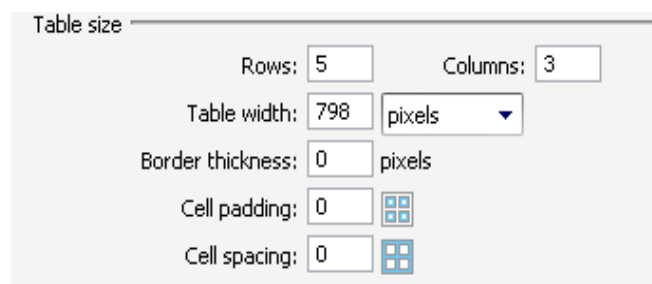 Table size
Rows: 5 Columns: 3
Table width: 798 pixels
Border thickness: 0 pixels
Cell padding: 0
Cell spacing: 0